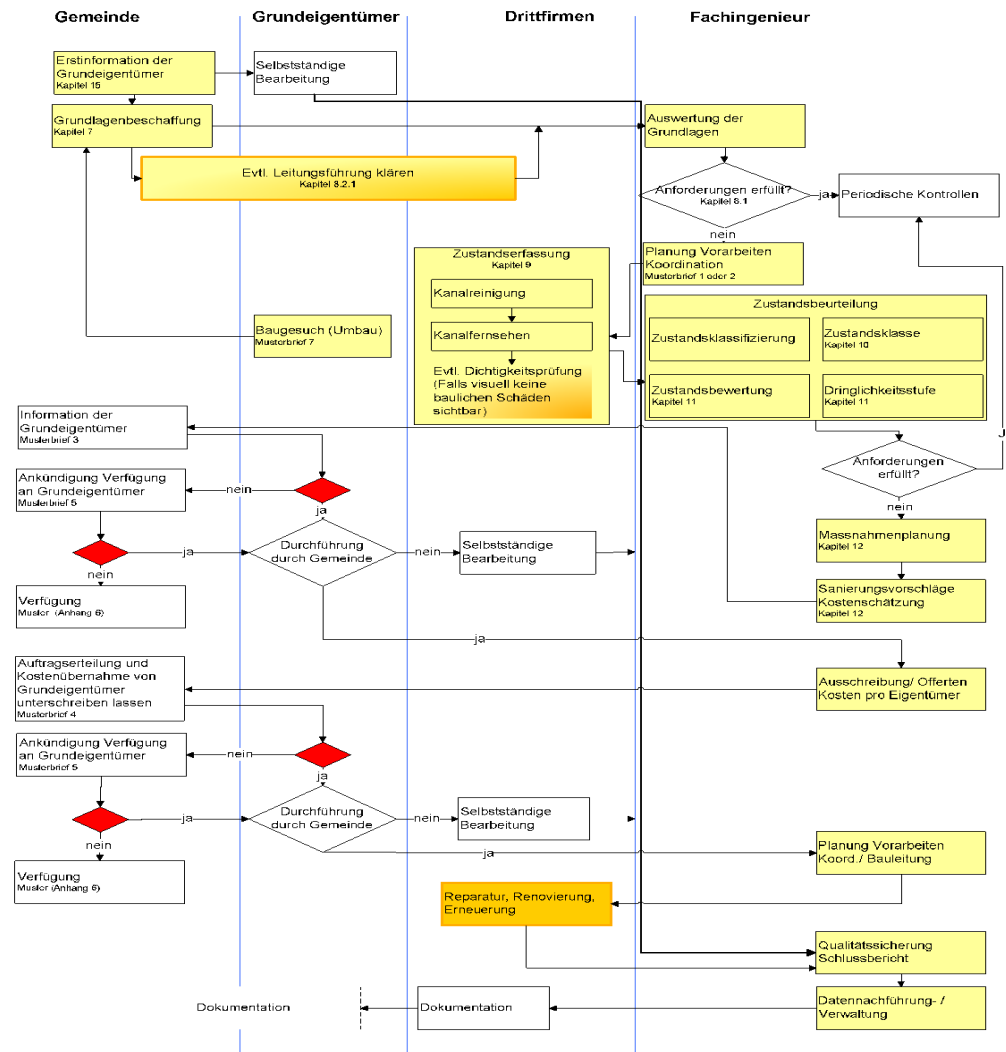 Gemeinde
Grundeigentümer
Drittfirmen
Fachingenieur
Erstinformation der
Grundeigentümer
Kapitel 15
Selbstständige
Bearbeitung
Grundlagenbeschaffung
Kapitel 7
Auswertung der
Grundlagen
Evtl. Leitungsführung klären
Kapitel 8.2.1
Anforderungen erfüllt?
Kapitel 8.1
ja
Periodische Kontrollen
nein
Zustandserfassung
Kapitel 9
Kanalreinigung
Kanalfernsehen
Evtl. Dichtigkeitsprüfung
(Falls visuell keine
baulichen Schäden
sichtbar)
Planung Vorarbeiten
Koordination
Musterbrief 1 oder 2
Zustandsbeurteilung
Zustandsklassifizierung
Zustandsklasse
Kapitel 10
Zustandsbewertung
Kapitel 11
Dringlichkeitsstufe
Kapitel 11
Baugesuch (Umbau)
Musterbrief 7
Information der
Grundeigentümer
Musterbrief 3
J
Anforderungen
erfüllt?
nein
Ankündigung Verfügung
an Grundeigentümer
Musterbrief 5
nein
ja
ja
Durchführung
durch Gemeinde
nein
Selbstständige
Bearbeitung
Massnahmenplanung
Kapitel 12
nein
Verfügung
Muster (Anhang 6)
Sanierungsvorschläge
Kostenschätzung
Kapitel 12
ja
Auftragserteilung und
Kostenübernahme von
Grundeigentümer
unterschreiben lassen
Musterbrief 4
Ausschreibung/ Offerten
Kosten pro Eigentümer
Ankündigung Verfügung
an Grundeigentümer
Musterbrief 5
nein
ja
ja
Durchführung
durch Gemeinde
nein
Selbstständige
Bearbeitung
nein
ja
Planung Vorarbeiten
Koord./ Bauleitung
Verfügung
Muster (Anhang 6)
Reparatur, Renovierung,
Erneuerung
Qualitätssicherung
Schlussbericht
Dokumentation
Dokumentation
Datennachführung- /
Verwaltung